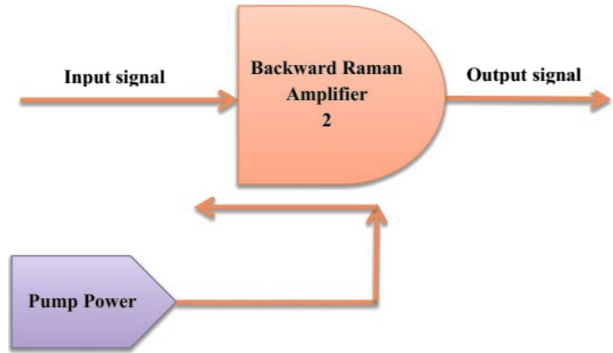 Input signal
Backward Raman
Amplifier
2
Output signal
Pump Power